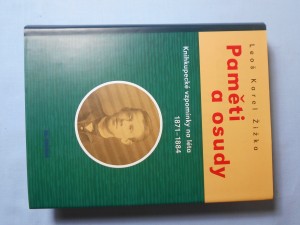 Leoš Karel Žižka
Paměti
a osudy
Knihkupecké vzpomínky na léta
1871–1884